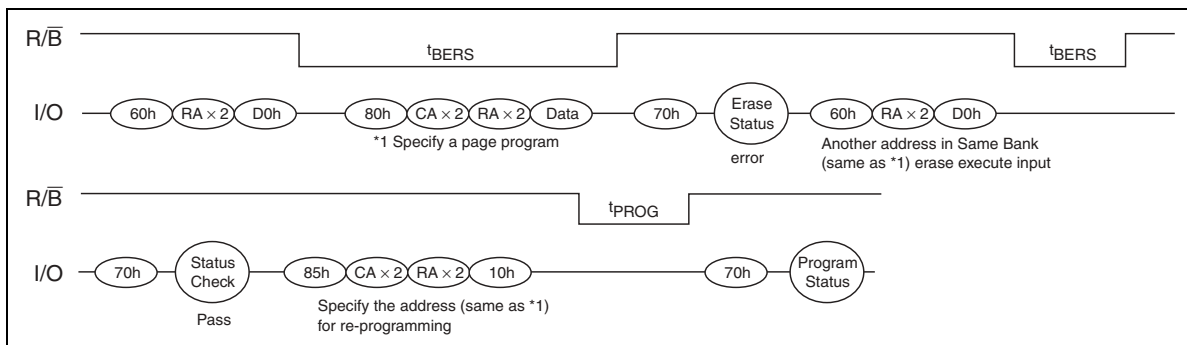 R/B̅ tBERS tBERS
I/O 60h RA × 2 D0h 80h CA × 2 RA × 2 Data 70h Erase Status 60h RA × 2 D0h
*1 Specify a page program
error
Another address in Same Bank
(same as *1) erase execute input
R/B̅ tPROG
I/O 70h Status Check 85h CA × 2 RA × 2 10h 70h Program Status
Pass
Specify the address (same as *1)
for re-programming